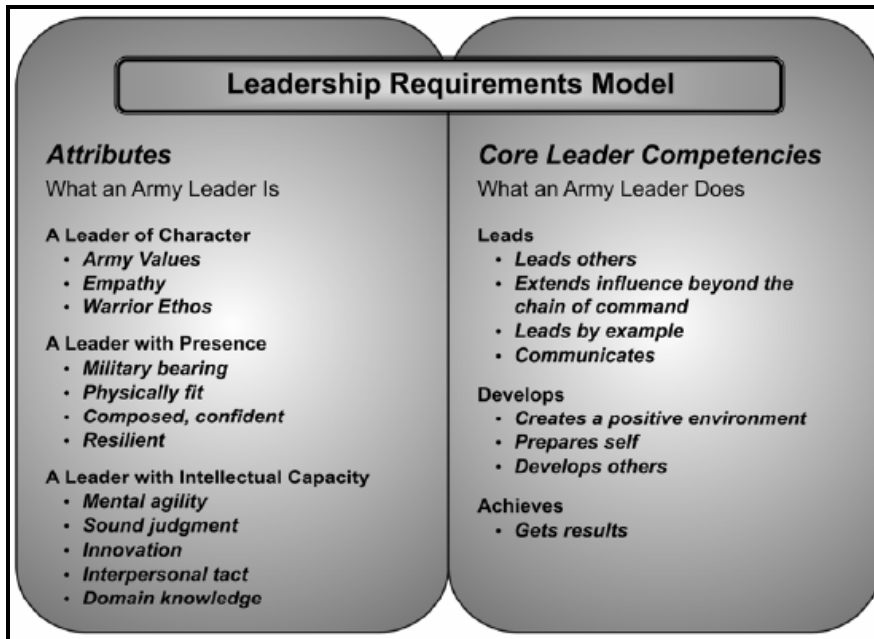 Leadership Requirements Model
Attributes
What an Army Leader Is
A Leader of Character
• Army Values
• Empathy
• Warrior Ethos
A Leader with Presence
• Military bearing
• Physically fit
• Composed, confident
• Resilient
A Leader with Intellectual Capacity
• Mental agility
• Sound judgment
• Innovation
• Interpersonal tact
• Domain knowledge
Core Leader Competencies
What an Army Leader Does
Leads
• Leads others
• Extends influence beyond the
chain of command
• Leads by example
• Communicates
Develops
• Creates a positive environment
• Prepares self
• Develops others
Achieves
• Gets results